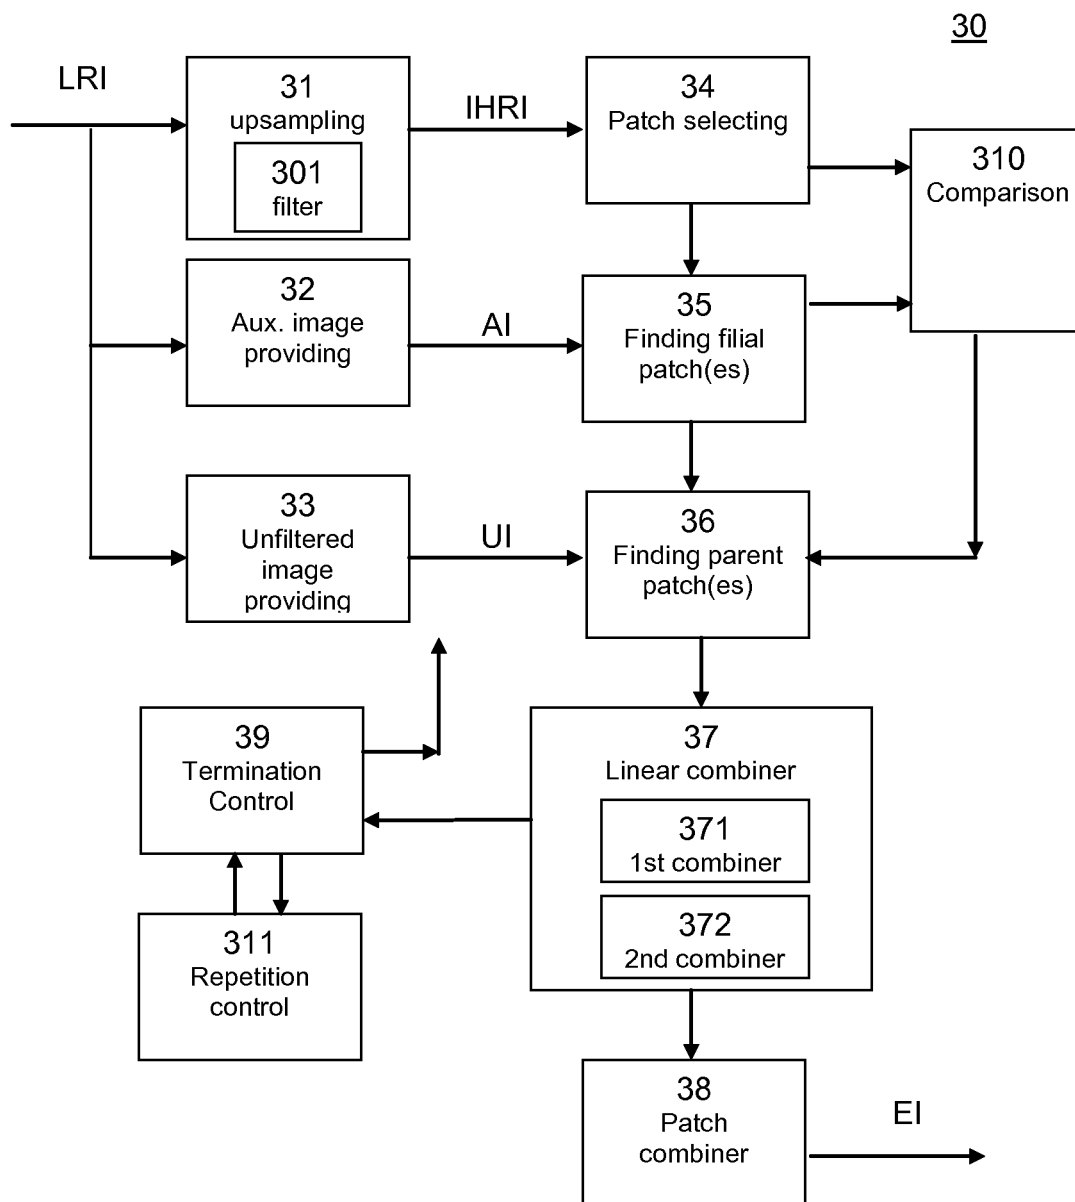 30
LRI
31
upsampling
301
filter
IHRI
34
Patch selecting
310
Comparison
32
Aux. image
providing
AI
35
Finding filial
patch(es)
33
Unfiltered
image
providing
UI
36
Finding parent
patch(es)
39
Termination
Control
37
Linear combiner
371
1st combiner
372
2nd combiner
311
Repetition
control
38
Patch
combiner
EI